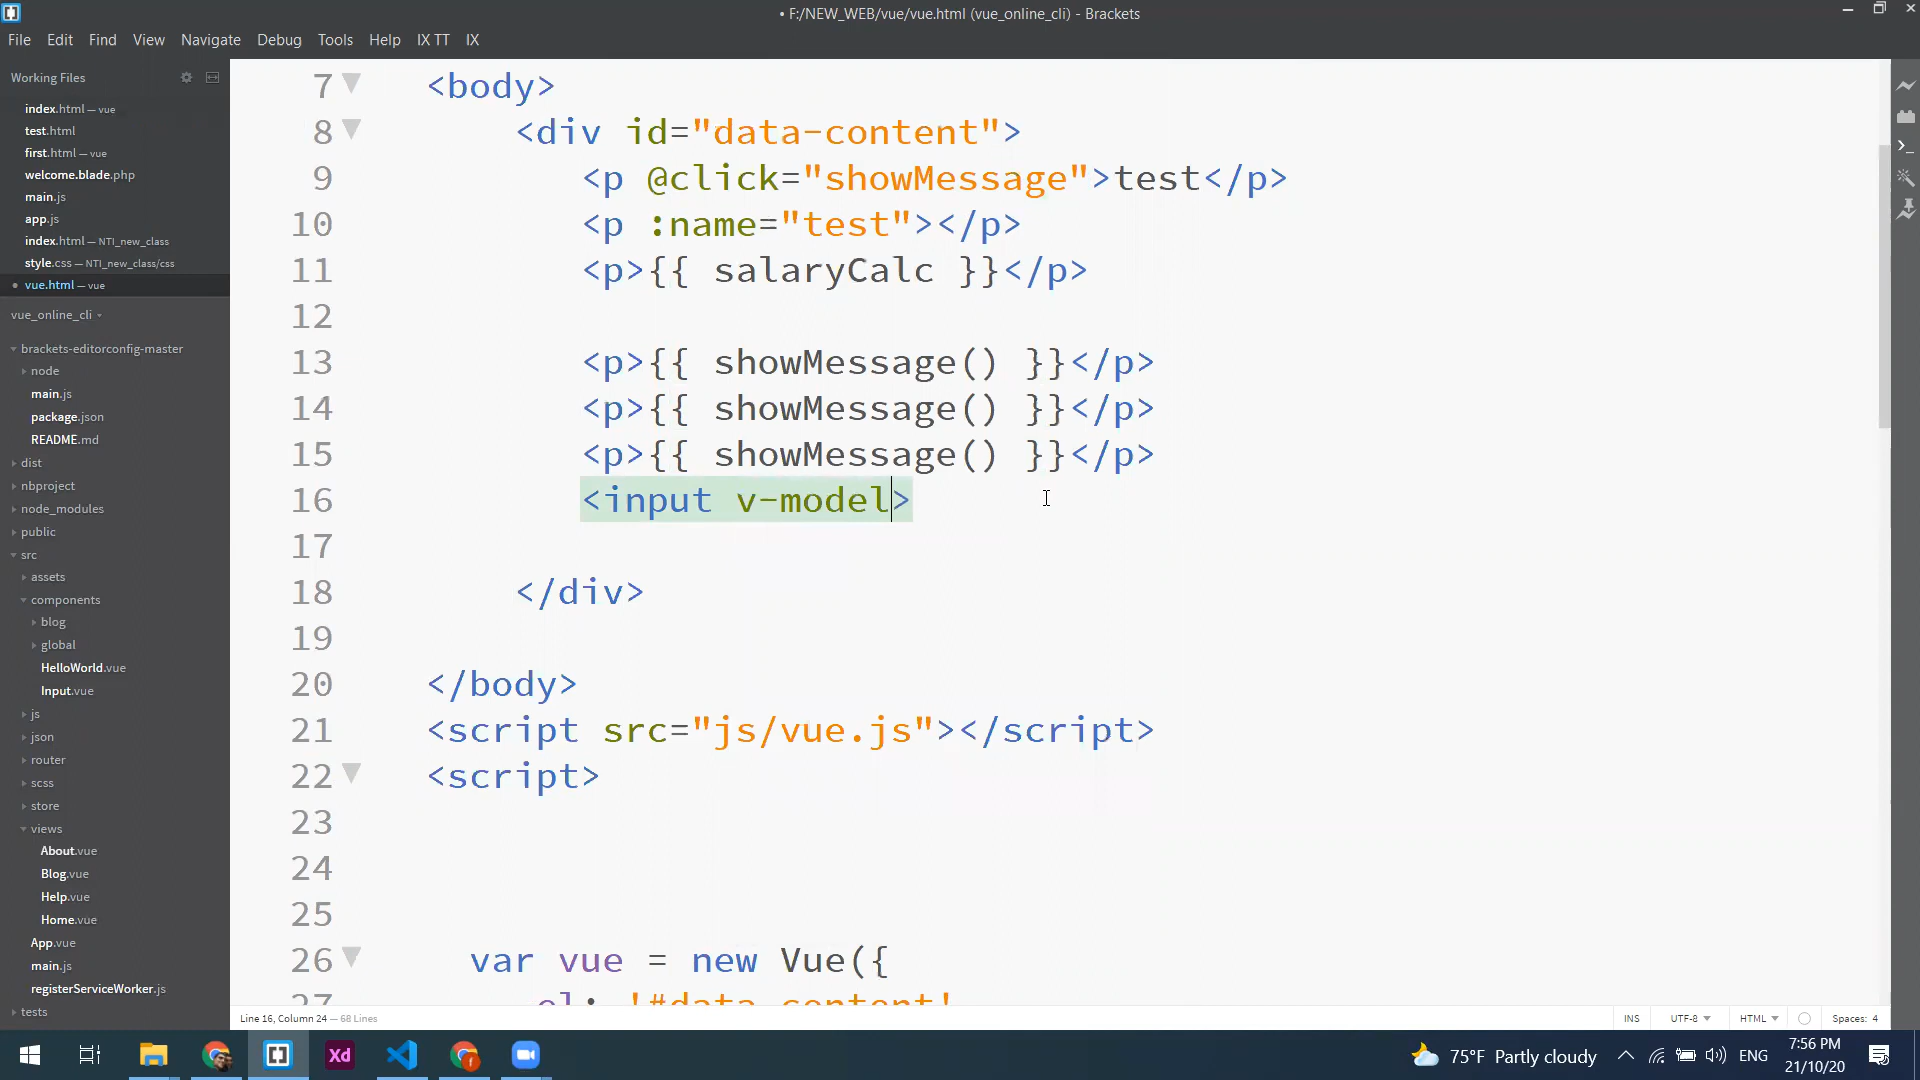 • F:/NEW_WEB/vue/vue.html (vue_online_cli) - Brackets
File Edit Find View Navigate Debug Tools Help IX TT IX
Working Files
index.html — vue
test.html
first.html — vue
welcome.blade.php
main.js
app.js
index.html — NTI_new_class
style.css — NTI_new_class/css
• vue.html — vue
vue_online_cli
brackets-editorconfig-master
node
main.js
package.json
README.md
dist
nbproject
node_modules
public
src
assets
components
blog
global
HelloWorld.vue
Input.vue
js
json
router
scss
store
views
About.vue
Blog.vue
Help.vue
Home.vue
App.vue
main.js
registerServiceWorker.js
tests
7 <body>
8 <div id="data-content">
9 <p @click="showMessage">test</p>
10 <p :name="test"></p>
11 <p>{{ salaryCalc }}</p>
12
13 <p>{{ showMessage() }}</p>
14 <p>{{ showMessage() }}</p>
15 <p>{{ showMessage() }}</p>
16 <input v-model>
17
18 </div>
19
20 </body>
21 <script src="js/vue.js"></script>
22 <script>
23
24
25
26 var vue = new Vue({
27 el: '#data-content'
Line 16, Column 24 — 68 Lines
INS UTF-8 HTML Spaces: 4
Xd
75°F Partly cloudy
ENG
7:56 PM
21/10/20